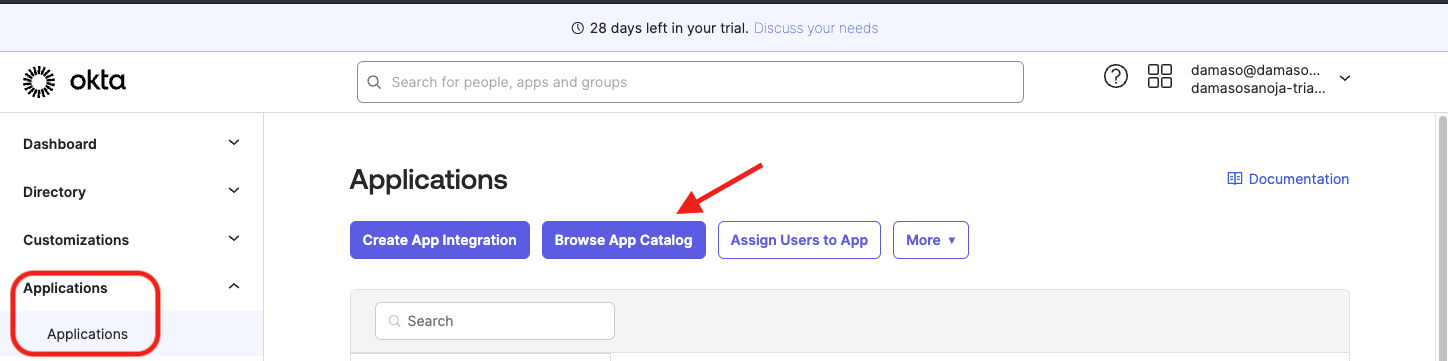 28 days left in your trial. Discuss your needs
okta
Search for people, apps and groups
damaso@damaso...
damasosanoja-tria...
Dashboard
Directory
Customizations
Applications
Applications
Applications
Documentation
Create App Integration
Browse App Catalog
Assign Users to App
More
Search